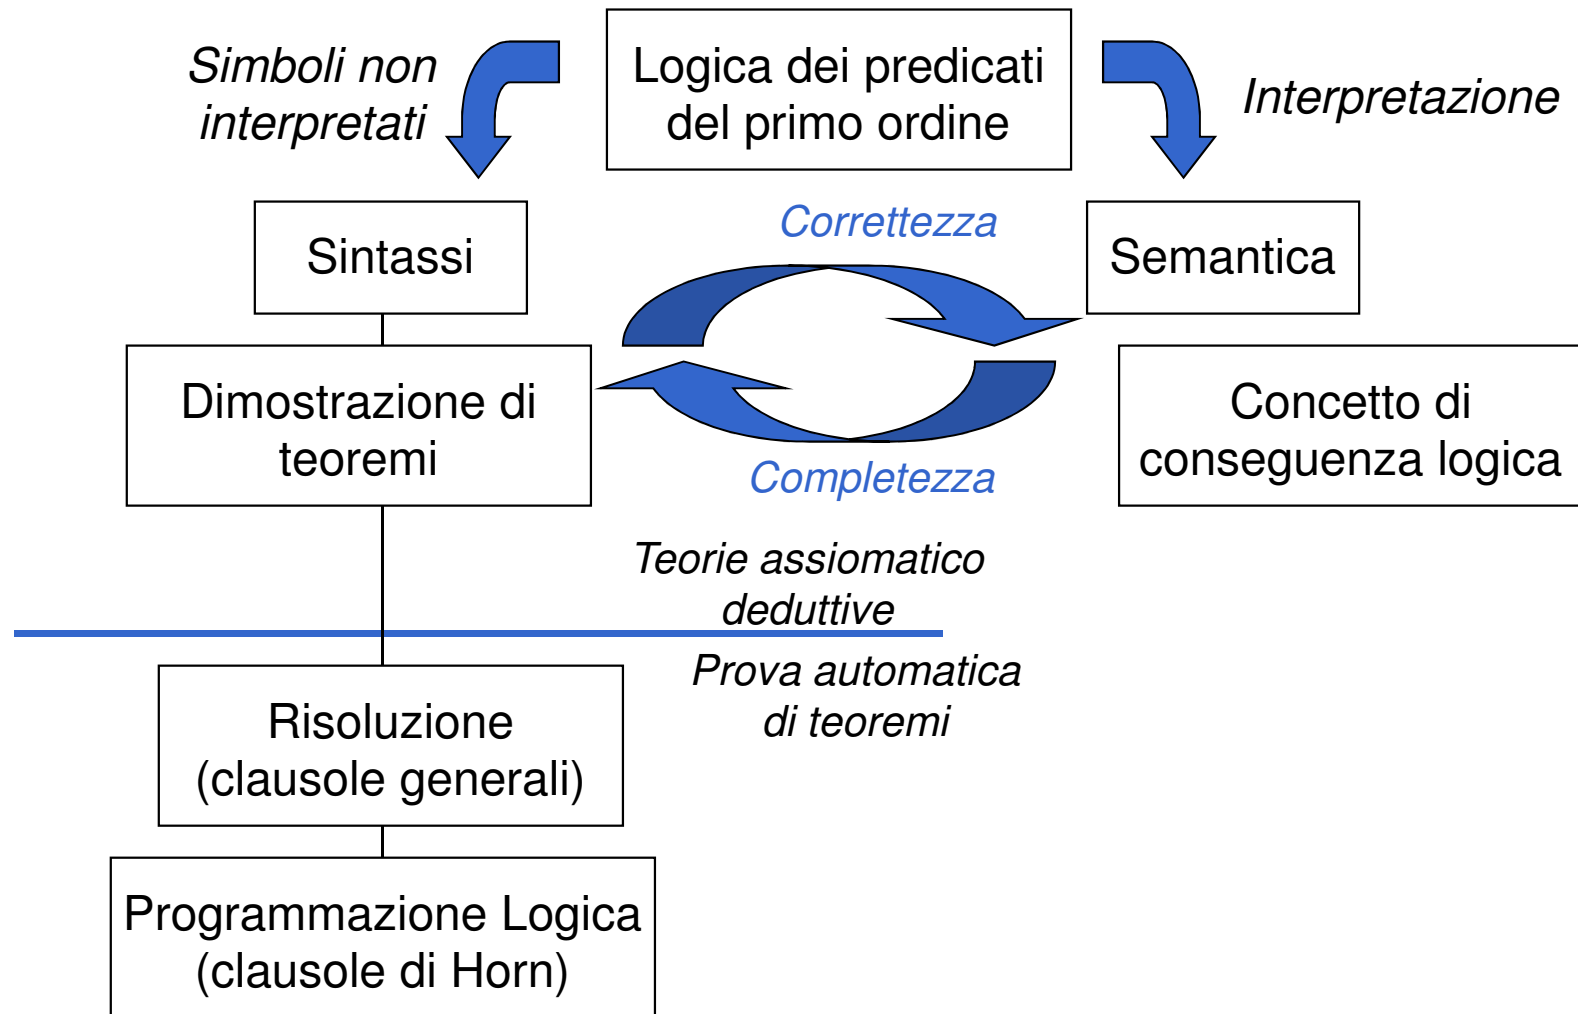 Simboli non
interpretati
Logica dei predicati
del primo ordine
Interpretazione
Sintassi
Correttezza
Semantica
Dimostrazione di
teoremi
Completezza
Concetto di
conseguenza logica
Teorie assiomatico
deduttive
Prova automatica
di teoremi
Risoluzione
(clausole generali)
Programmazione Logica
(clausole di Horn)